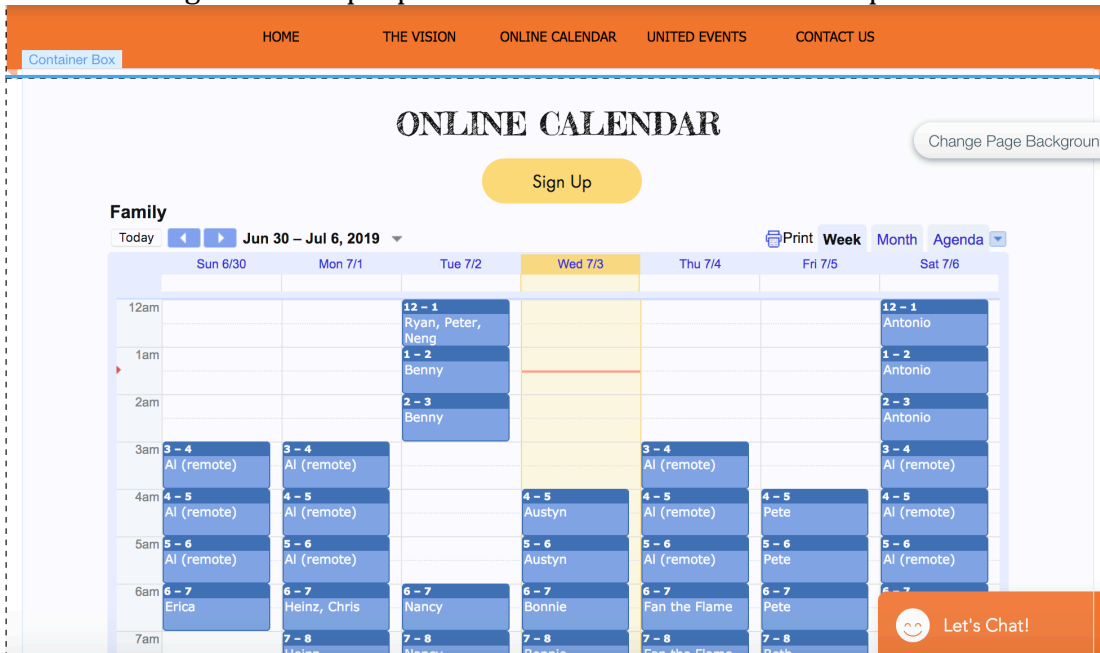 HOME THE VISION ONLINE CALENDAR UNITED EVENTS CONTACT US
Container Box
ONLINE CALENDAR
Change Page Backgroun
Sign Up
Family
Today Jun 30 – Jul 6, 2019 Print Week Month Agenda
Sun 6/30 Mon 7/1 Tue 7/2 Wed 7/3 Thu 7/4 Fri 7/5 Sat 7/6
12am 12 – 1 12 – 1
Ryan, Peter, Antonio
Neng
1am 1 – 2 1 – 2
Benny Antonio
2am 2 – 3 2 – 3
Benny Antonio
3am 3 – 4 3 – 4 3 – 4 3 – 4
Al (remote) Al (remote) Al (remote) Al (remote)
4am 4 – 5 4 – 5 4 – 5 4 – 5 4 – 5 4 – 5
Al (remote) Al (remote) Austyn Al (remote) Pete Al (remote)
5am 5 – 6 5 – 6 5 – 6 5 – 6 5 – 6 5 – 6
Al (remote) Al (remote) Austyn Al (remote) Pete Al (remote)
6am 6 – 7 6 – 7 6 – 7 6 – 7 6 – 7 6 – 7 6 – 7
Erica Heinz, Chris Nancy Bonnie Fan the Flame Pete
Let's Chat!
7am 7 – 8 7 – 8 7 – 8 7 – 8 7 – 8